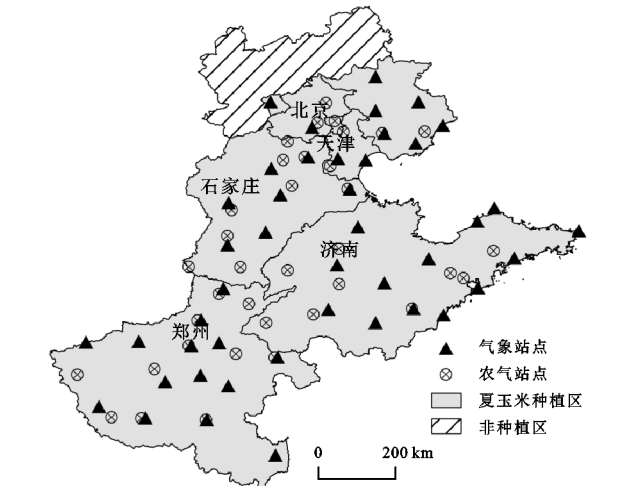 北京
天津
石家庄
济南
郑州
气象站点
农气站点
夏玉米种植区
非种植区
0 200 km